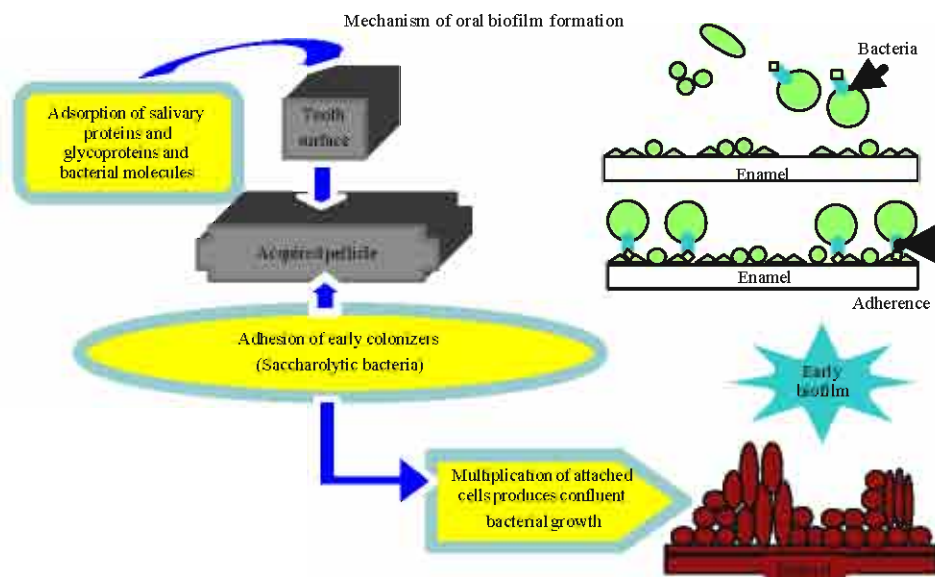 Mechanism of oral biofilm formation
Adsorption of salivary
proteins and
glycoproteins and
bacterial molecules
Tooth
surface
Acquired pellicle
Adhesion of early colonizers
(Saccharolytic bacteria)
Multiplication of attached
cells produces confluent
bacterial growth
Bacteria
Enamel
Enamel
Adherence
Early
biofilm